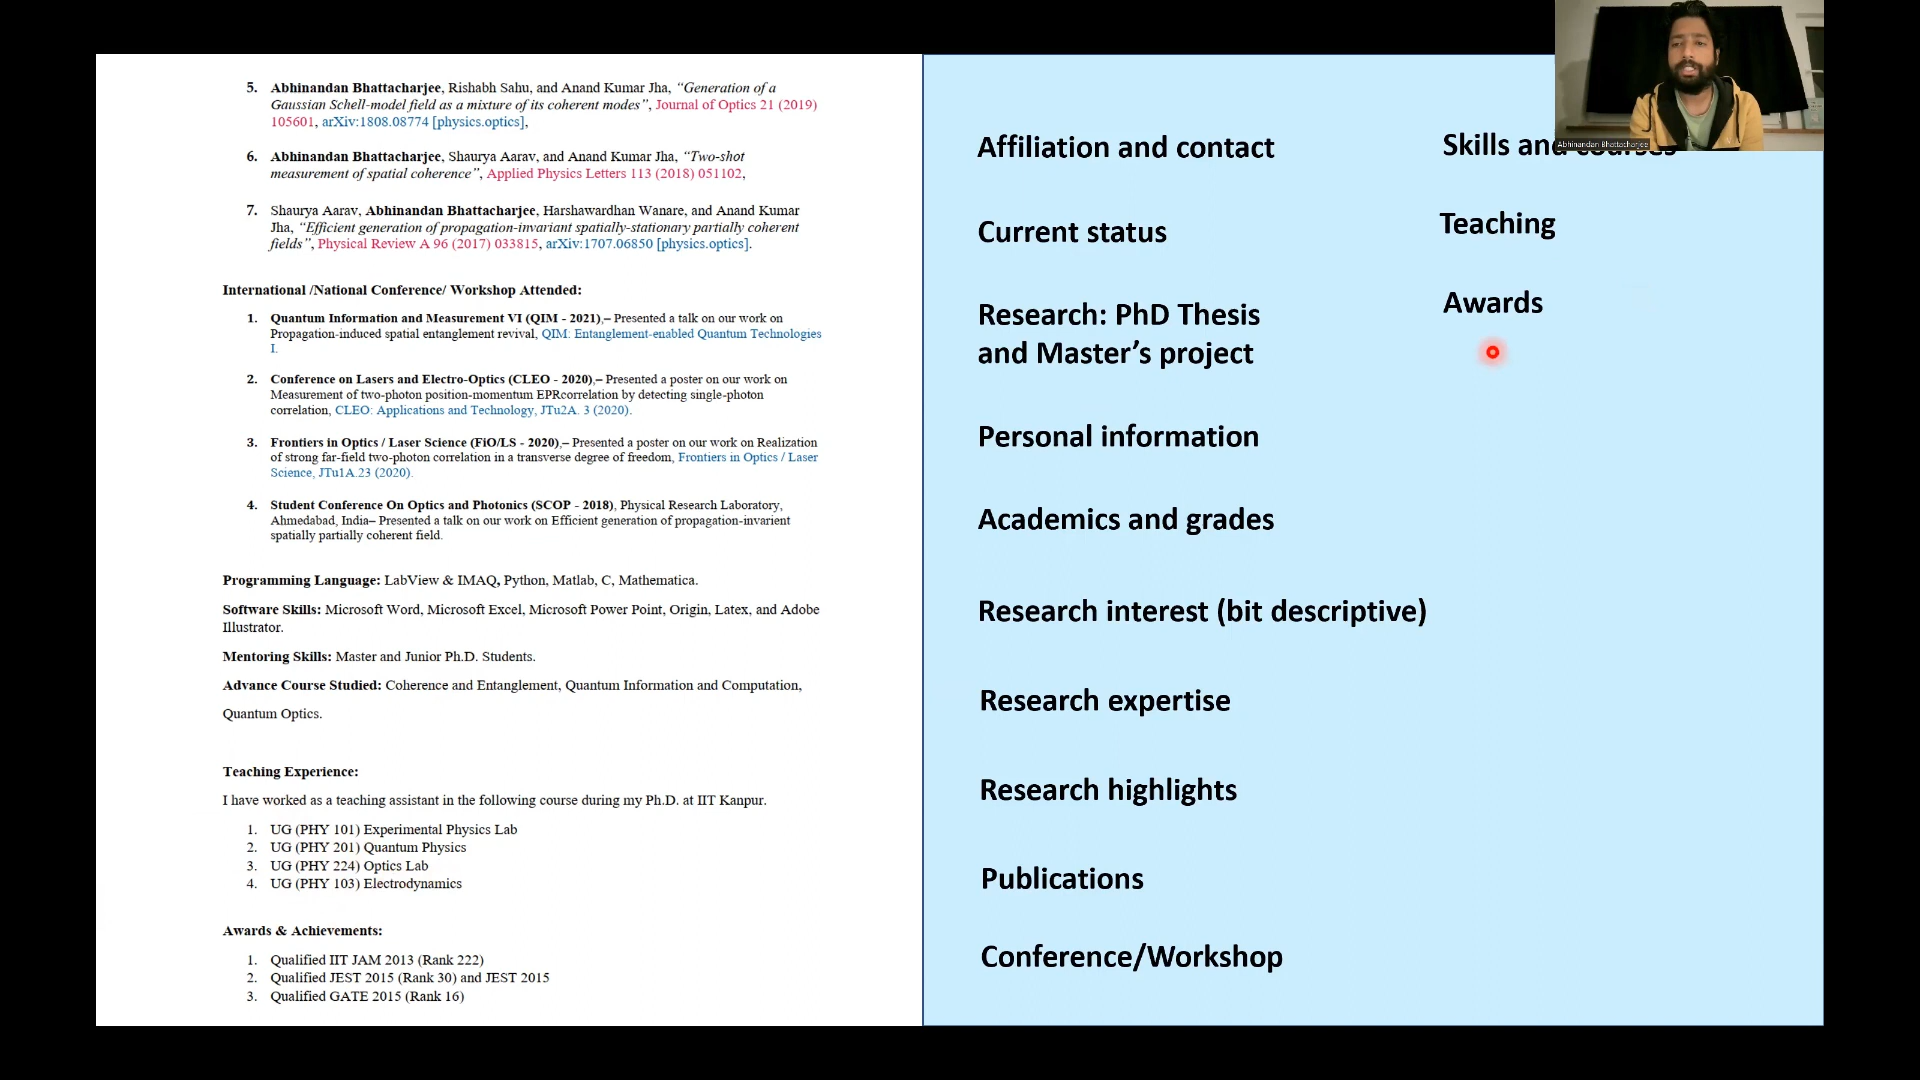 5. Abhinandan Bhattacharjee, Rishabh Sahu, and Anand Kumar Jha, “Generation of a
Gaussian Schell-model field as a mixture of its coherent modes”, Journal of Optics 21 (2019)
105601, arXiv:1808.08774 [physics.optics],
6. Abhinandan Bhattacharjee, Shaurya Aarav, and Anand Kumar Jha, “Two-shot
measurement of spatial coherence”, Applied Physics Letters 113 (2018) 051102,
7. Shaurya Aarav, Abhinandan Bhattacharjee, Harshawardhan Wanare, and Anand Kumar
Jha, “Efficient generation of propagation-invariant spatially-stationary partially coherent
fields”, Physical Review A 96 (2017) 033815, arXiv:1707.06850 [physics.optics].
International /National Conference/ Workshop Attended:
1. Quantum Information and Measurement VI (QIM - 2021),– Presented a talk on our work on
Propagation-induced spatial entanglement revival, QIM: Entanglement-enabled Quantum Technologies
I.
2. Conference on Lasers and Electro-Optics (CLEO - 2020),– Presented a poster on our work on
Measurement of two-photon position-momentum EPRcorrelation by detecting single-photon
correlation, CLEO: Applications and Technology, JTu2A. 3 (2020).
3. Frontiers in Optics / Laser Science (FiO/LS - 2020),– Presented a poster on our work on Realization
of strong far-field two-photon correlation in a transverse degree of freedom, Frontiers in Optics / Laser
Science, JTu1A.23 (2020).
4. Student Conference On Optics and Photonics (SCOP - 2018), Physical Research Laboratory,
Ahmedabad, India– Presented a talk on our work on Efficient generation of propagation-invarient
spatially partially coherent field.
Programming Language: LabView & IMAQ, Python, Matlab, C, Mathematica.
Software Skills: Microsoft Word, Microsoft Excel, Microsoft Power Point, Origin, Latex, and Adobe
Illustrator.
Mentoring Skills: Master and Junior Ph.D. Students.
Advance Course Studied: Coherence and Entanglement, Quantum Information and Computation,
Quantum Optics.
Teaching Experience:
I have worked as a teaching assistant in the following course during my Ph.D. at IIT Kanpur.
1. UG (PHY 101) Experimental Physics Lab
2. UG (PHY 201) Quantum Physics
3. UG (PHY 224) Optics Lab
4. UG (PHY 103) Electrodynamics
Awards & Achievements:
1. Qualified IIT JAM 2013 (Rank 222)
2. Qualified JEST 2015 (Rank 30) and JEST 2015
3. Qualified GATE 2015 (Rank 16)
Affiliation and contact
Current status
Research: PhD Thesis
and Master’s project
Personal information
Academics and grades
Research interest (bit descriptive)
Research expertise
Research highlights
Publications
Conference/Workshop
Skills and courses
Teaching
Awards
Abhinandan Bhattacharjee